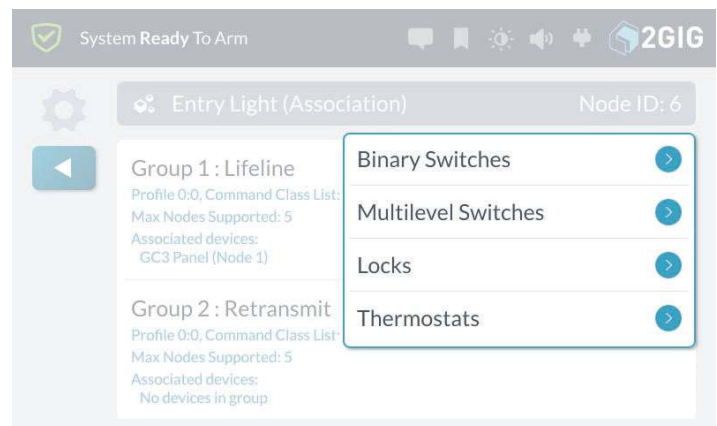 System Ready To Arm
2GIG
Entry Light (Association)
Node ID: 6
Group 1 : Lifeline
Profile 0:0, Command Class List:
Max Nodes Supported: 5
Associated devices:
GC3 Panel (Node 1)
Group 2 : Retransmit
Profile 0:0, Command Class List:
Max Nodes Supported: 5
Associated devices:
No devices in group
Binary Switches
Multilevel Switches
Locks
Thermostats